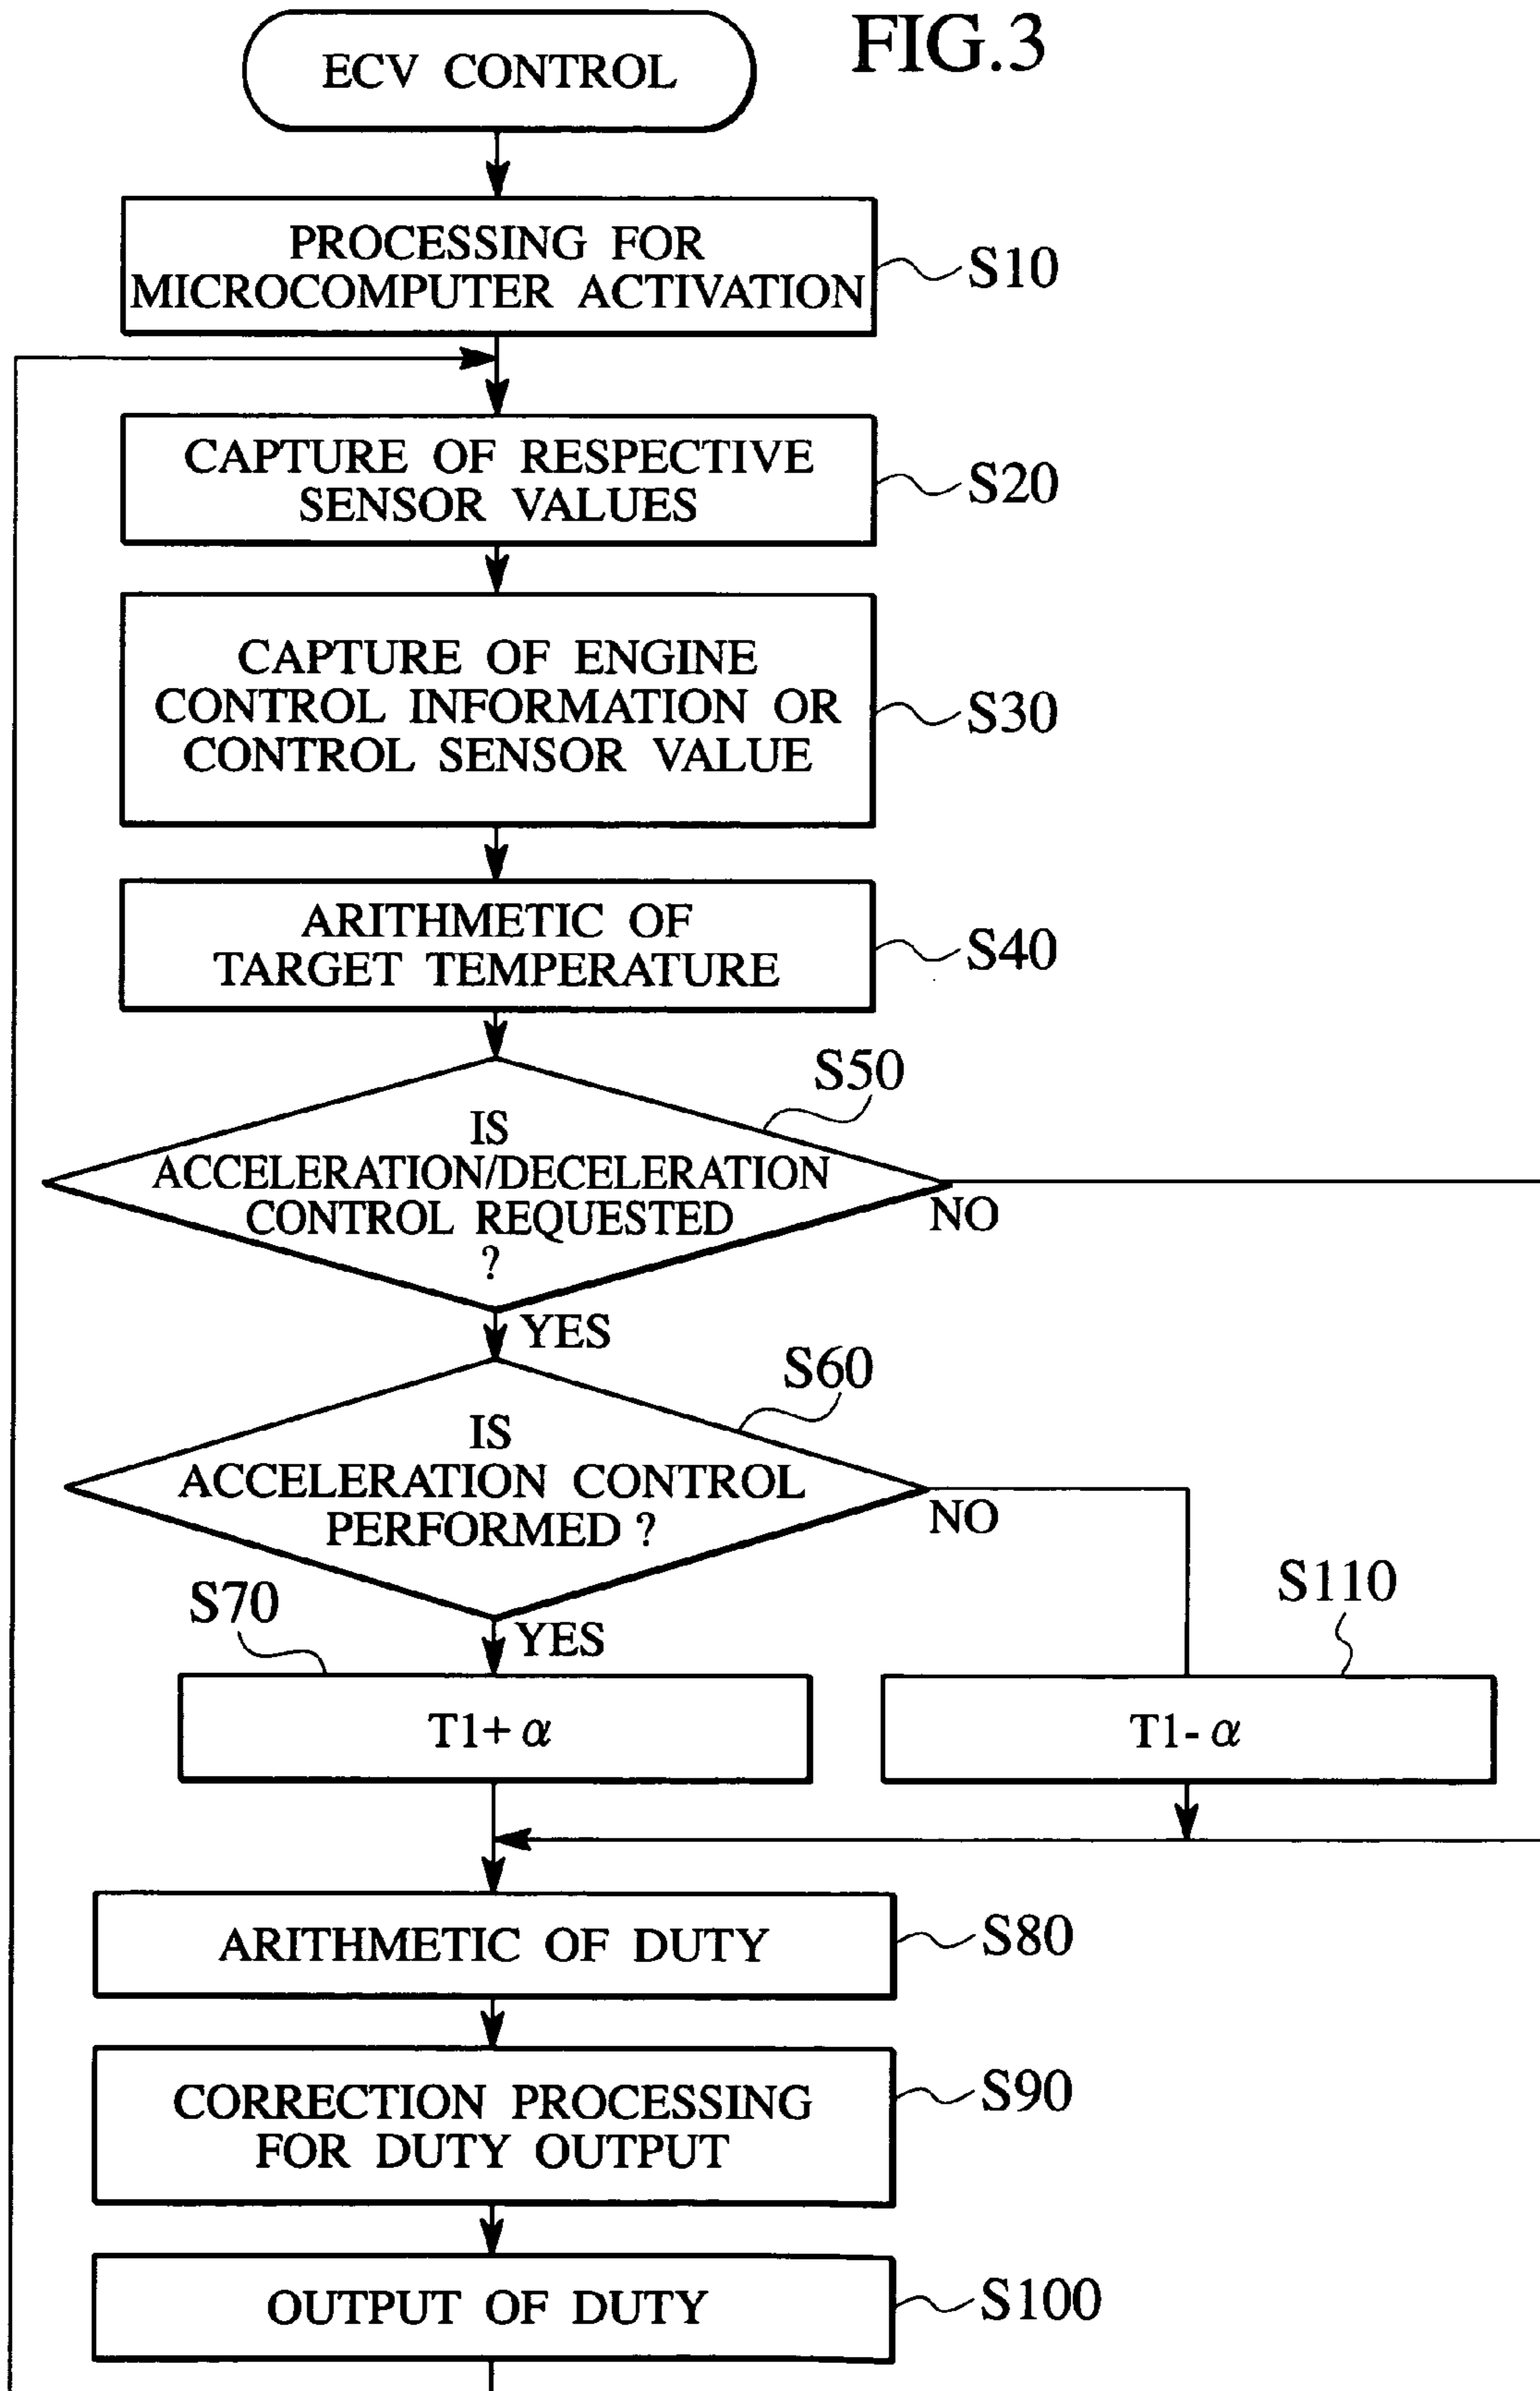 FIG.3
ECV CONTROL
PROCESSING FOR
MICROCOMPUTER ACTIVATION
S10
CAPTURE OF RESPECTIVE
SENSOR VALUES
S20
CAPTURE OF ENGINE
CONTROL INFORMATION OR
CONTROL SENSOR VALUE
S30
ARITHMETIC OF
TARGET TEMPERATURE
S40
S50
IS
ACCELERATION/DECELERATION
CONTROL REQUESTED
?
NO
YES
S60
IS
ACCELERATION CONTROL
PERFORMED ?
NO
YES
S70
T1+ α
S110
T1- α
ARITHMETIC OF DUTY
S80
CORRECTION PROCESSING
FOR DUTY OUTPUT
S90
OUTPUT OF DUTY
S100